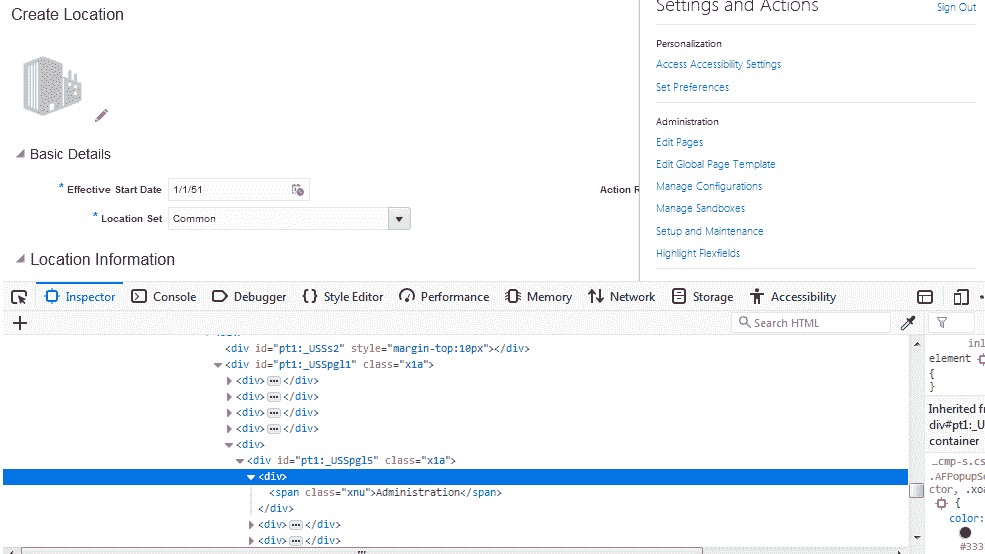 Create Location
Basic Details
* Effective Start Date 1/1/51
Action R
* Location Set Common
Location Information
Settings and Actions
Sign Out
Personalization
Access Accessibility Settings
Set Preferences
Administration
Edit Pages
Edit Global Page Template
Manage Configurations
Manage Sandboxes
Setup and Maintenance
Highlight Flexfields
Inspector Console Debugger {} Style Editor Performance Memory Network Storage Accessibility
+ Search HTML
<div id="pt1:_USSs2" style="margin-top:10px"></div>
<div id="pt1:_USSpgl1" class="x1a">
<div> ... </div>
<div> ... </div>
<div> ... </div>
<div> ... </div>
<div>
<div id="pt1:_USSpgl5" class="x1a">
<div>
<span class="xnu">Administration</span>
</div>
<div> ... </div>
<div> ... </div>
inl
element
{
}
Inherited fr
div#pt1:_US
container
…cmp-s.cs
.AFPopupSe
ctor, .xoa
{
color:
#333